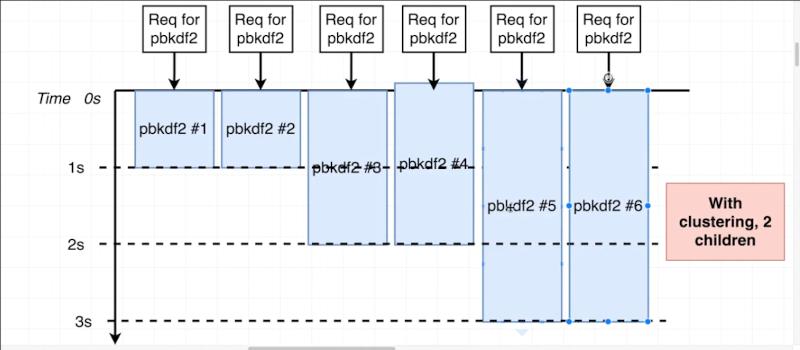 Req for
pbkdf2
Req for
pbkdf2
Req for
pbkdf2
Req for
pbkdf2
Req for
pbkdf2
Req for
pbkdf2
Time 0s
pbkdf2 #1
pbkdf2 #2
pbkdf2 #3
pbkdf2 #4
1s
pbkdf2 #5
pbkdf2 #6
With
clustering, 2
children
2s
3s